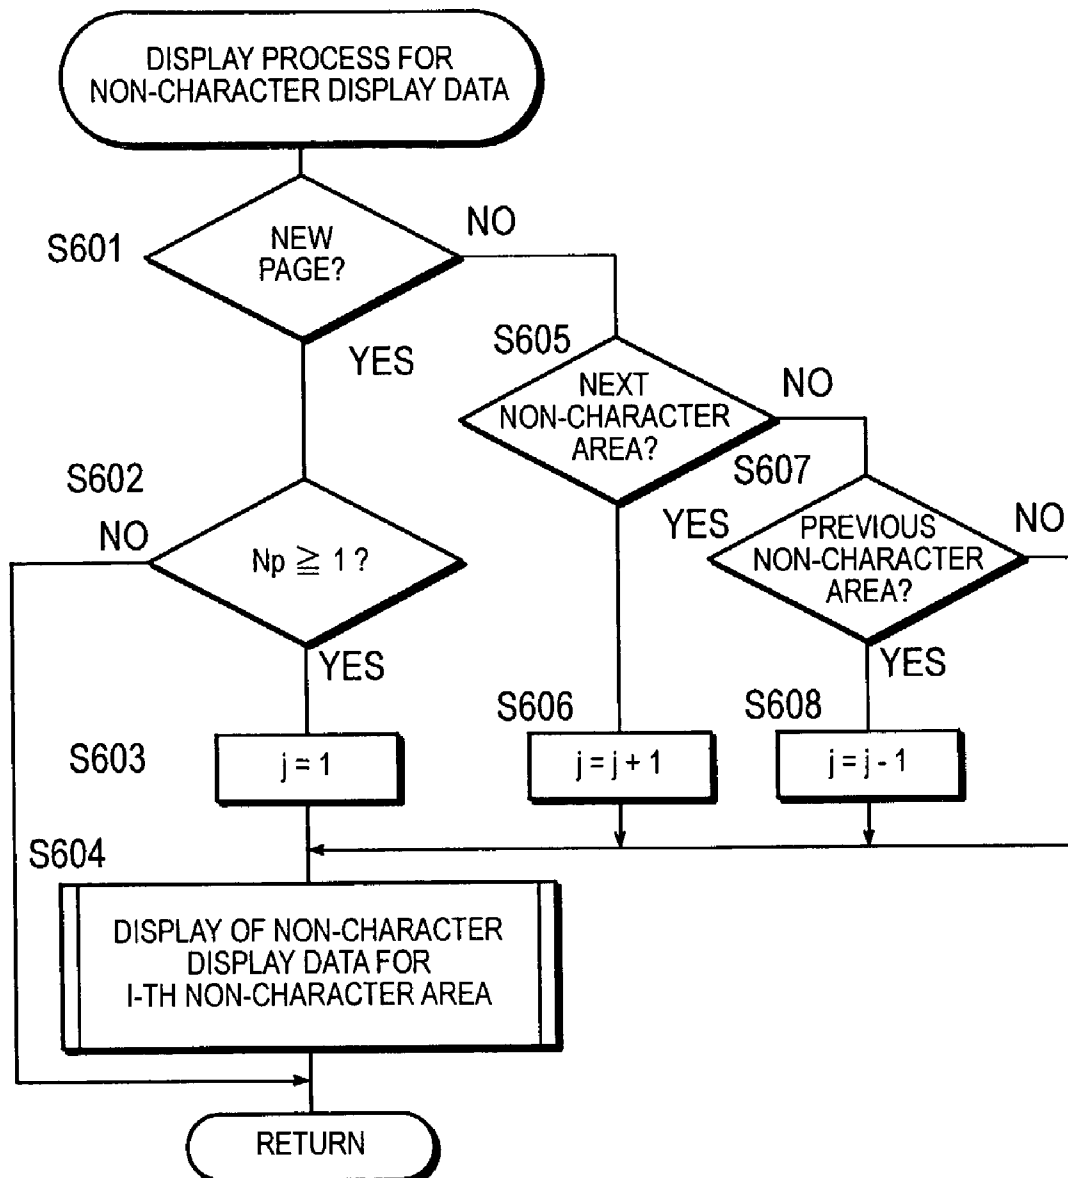 DISPLAY PROCESS FOR
NON-CHARACTER DISPLAY DATA
S601
NEW
PAGE?
NO
YES
S605
NEXT
NON-CHARACTER
AREA?
NO
YES
S602
NO
Np ≧ 1 ?
YES
S607
PREVIOUS
NON-CHARACTER
AREA?
NO
YES
S603
j = 1
S606
j = j + 1
S608
j = j - 1
S604
DISPLAY OF NON-CHARACTER
DISPLAY DATA FOR
I-TH NON-CHARACTER AREA
RETURN